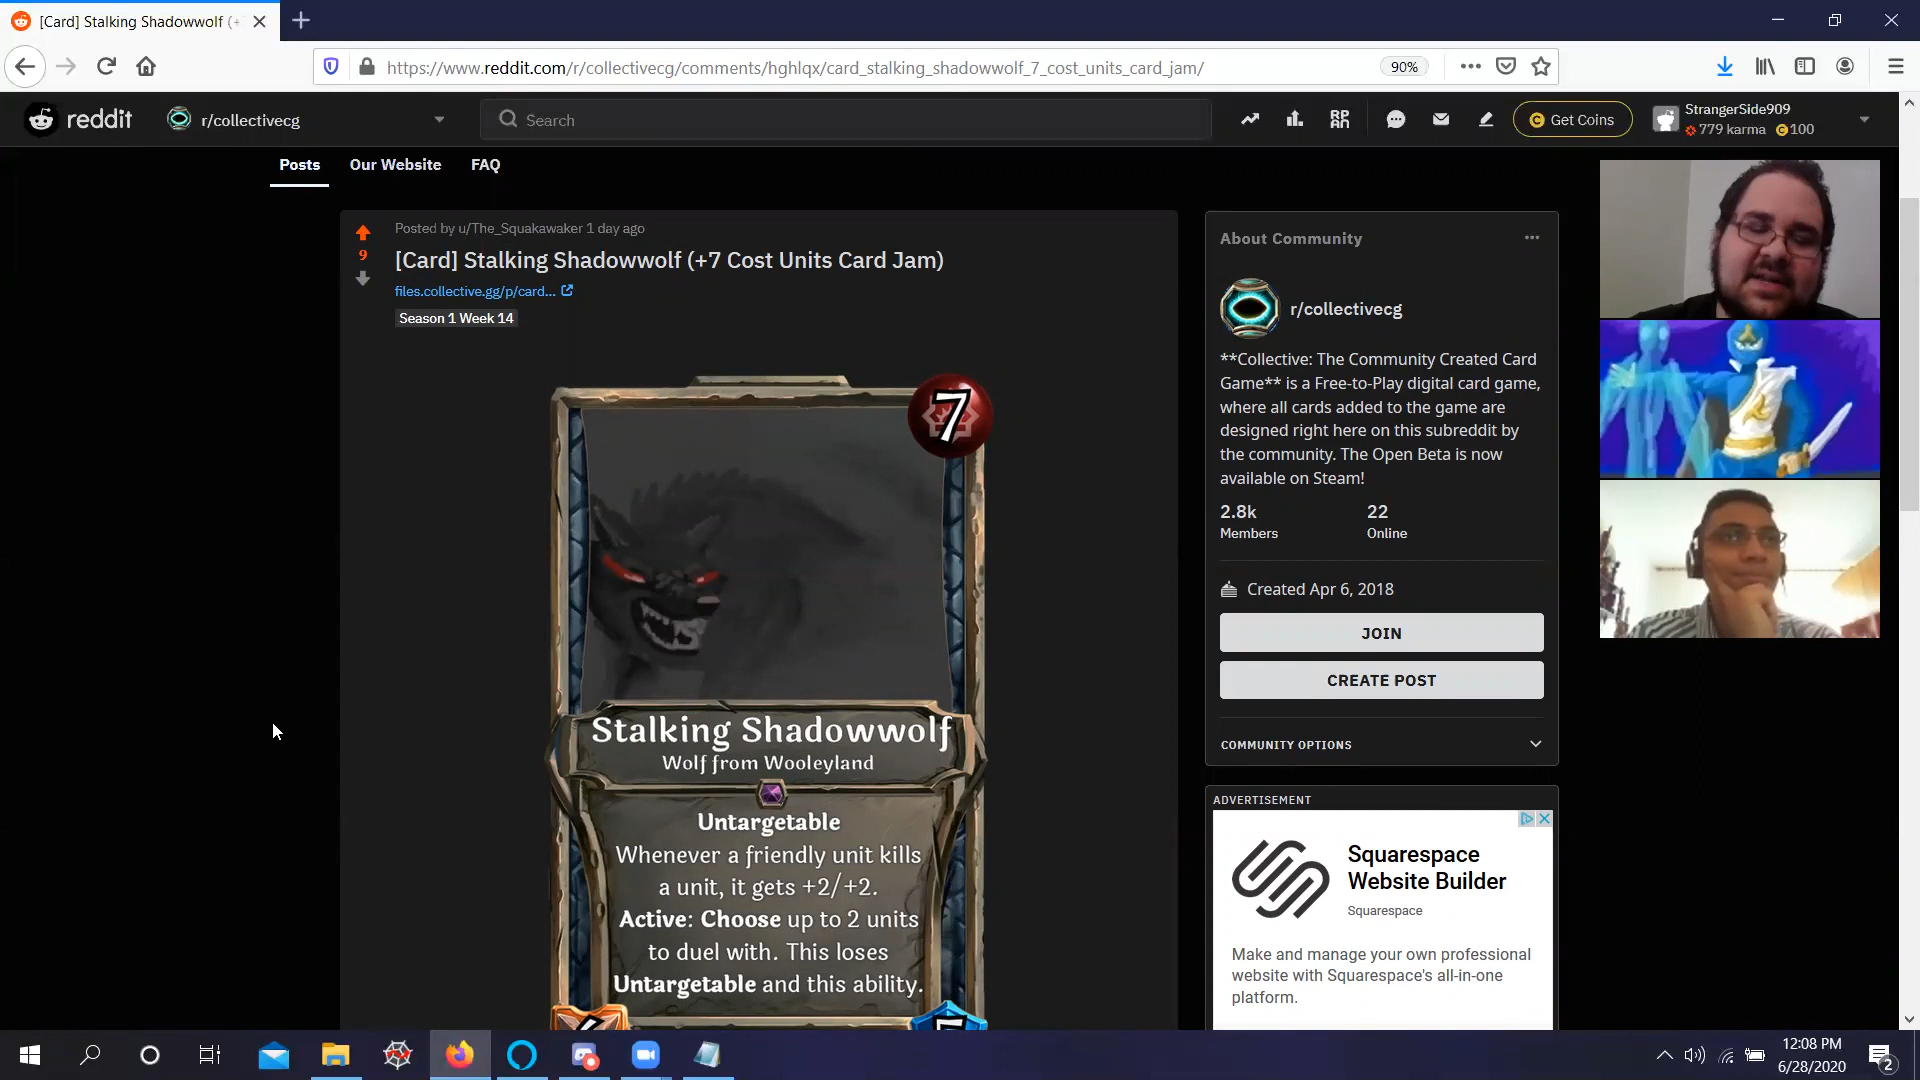 [Card] Stalking Shadowwolf (+
https://www.reddit.com/r/collectivecg/comments/hghlqx/card_stalking_shadowwolf_7_cost_units_card_jam/
90%
reddit
r/collectivecg
Search
Get Coins
StrangerSide909
779 karma
100
Posts
Our Website
FAQ
Posted by u/The_Squakawaker 1 day ago
9
[Card] Stalking Shadowwolf (+7 Cost Units Card Jam)
files.collective.gg/p/card...
Season 1 Week 14
7
Stalking Shadowwolf
Wolf from Wooleyland
Untargetable
Whenever a friendly unit kills
a unit, it gets +2/+2.
Active: Choose up to 2 units
to duel with. This loses
Untargetable and this ability.
About Community
r/collectivecg
**Collective: The Community Created Card
Game** is a Free-to-Play digital card game,
where all cards added to the game are
designed right here on this subreddit by
the community. The Open Beta is now
available on Steam!
2.8k
Members
22
Online
Created Apr 6, 2018
JOIN
CREATE POST
COMMUNITY OPTIONS
ADVERTISEMENT
Squarespace
Website Builder
Squarespace
Make and manage your own professional
website with Squarespace's all-in-one
platform.
12:08 PM
6/28/2020
2